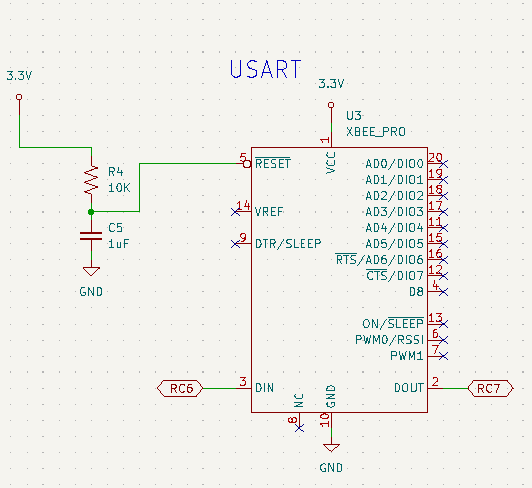 USART
3.3V
3.3V
U3
XBEE_PRO
1
VCC
5
RESET
AD0/DIO0
20
AD1/DIO1
19
R4
10K
AD2/DIO2
18
14
VREF
AD3/DIO3
17
C5
1uF
AD4/DIO4
11
9
DTR/SLEEP
AD5/DIO5
15
RTS/AD6/DIO6
16
CTS/DIO7
12
GND
D8
4
ON/SLEEP
13
PWM0/RSSI
6
PWM1
7
RC6
3
DIN
DOUT
2
RC7
NC
GND
8
10
GND